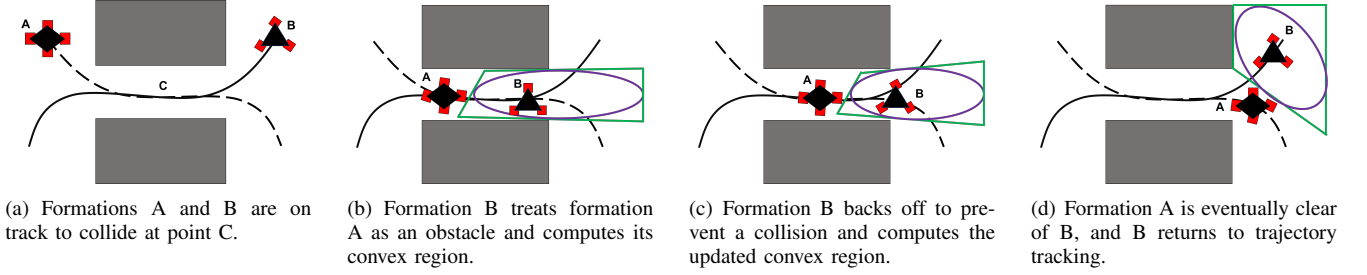 A
B
C
(a) Formations A and B are on
track to collide at point C.
A
B
(b) Formation B treats formation
A as an obstacle and computes its
convex region.
A
B
(c) Formation B backs off to pre-
vent a collision and computes the
updated convex region.
B
A
(d) Formation A is eventually clear
of B, and B returns to trajectory
tracking.